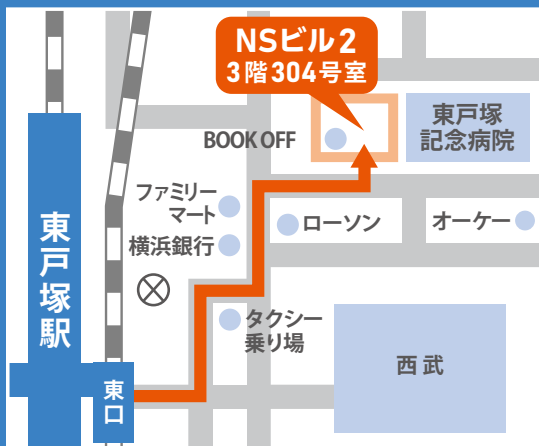 NSビル2
3階304号室
東戸塚
記念病院
BOOK OFF
ファミリー
マート
ローソン
オーケー
横浜銀行
東戸塚駅
タクシー
乗り場
西武
東口